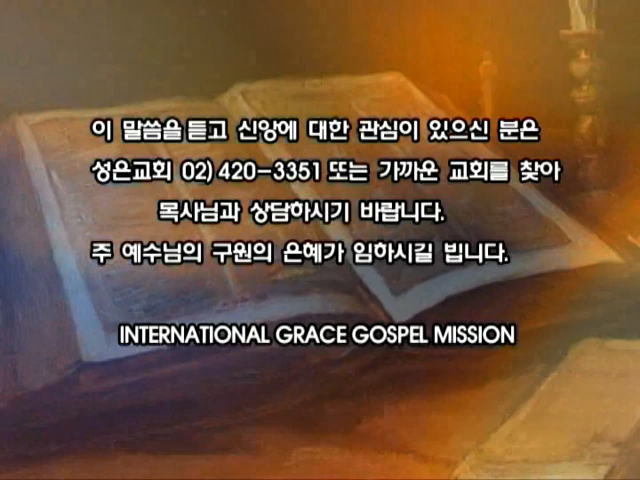 이 말씀을 듣고 신앙에 대한 관심이 있으신 분은
성은교회 02) 420-3351 또는 가까운 교회를 찾아
목사님과 상담하시기 바랍니다.
주 예수님의 구원의 은혜가 임하시길 빕니다.
INTERNATIONAL GRACE GOSPEL MISSION